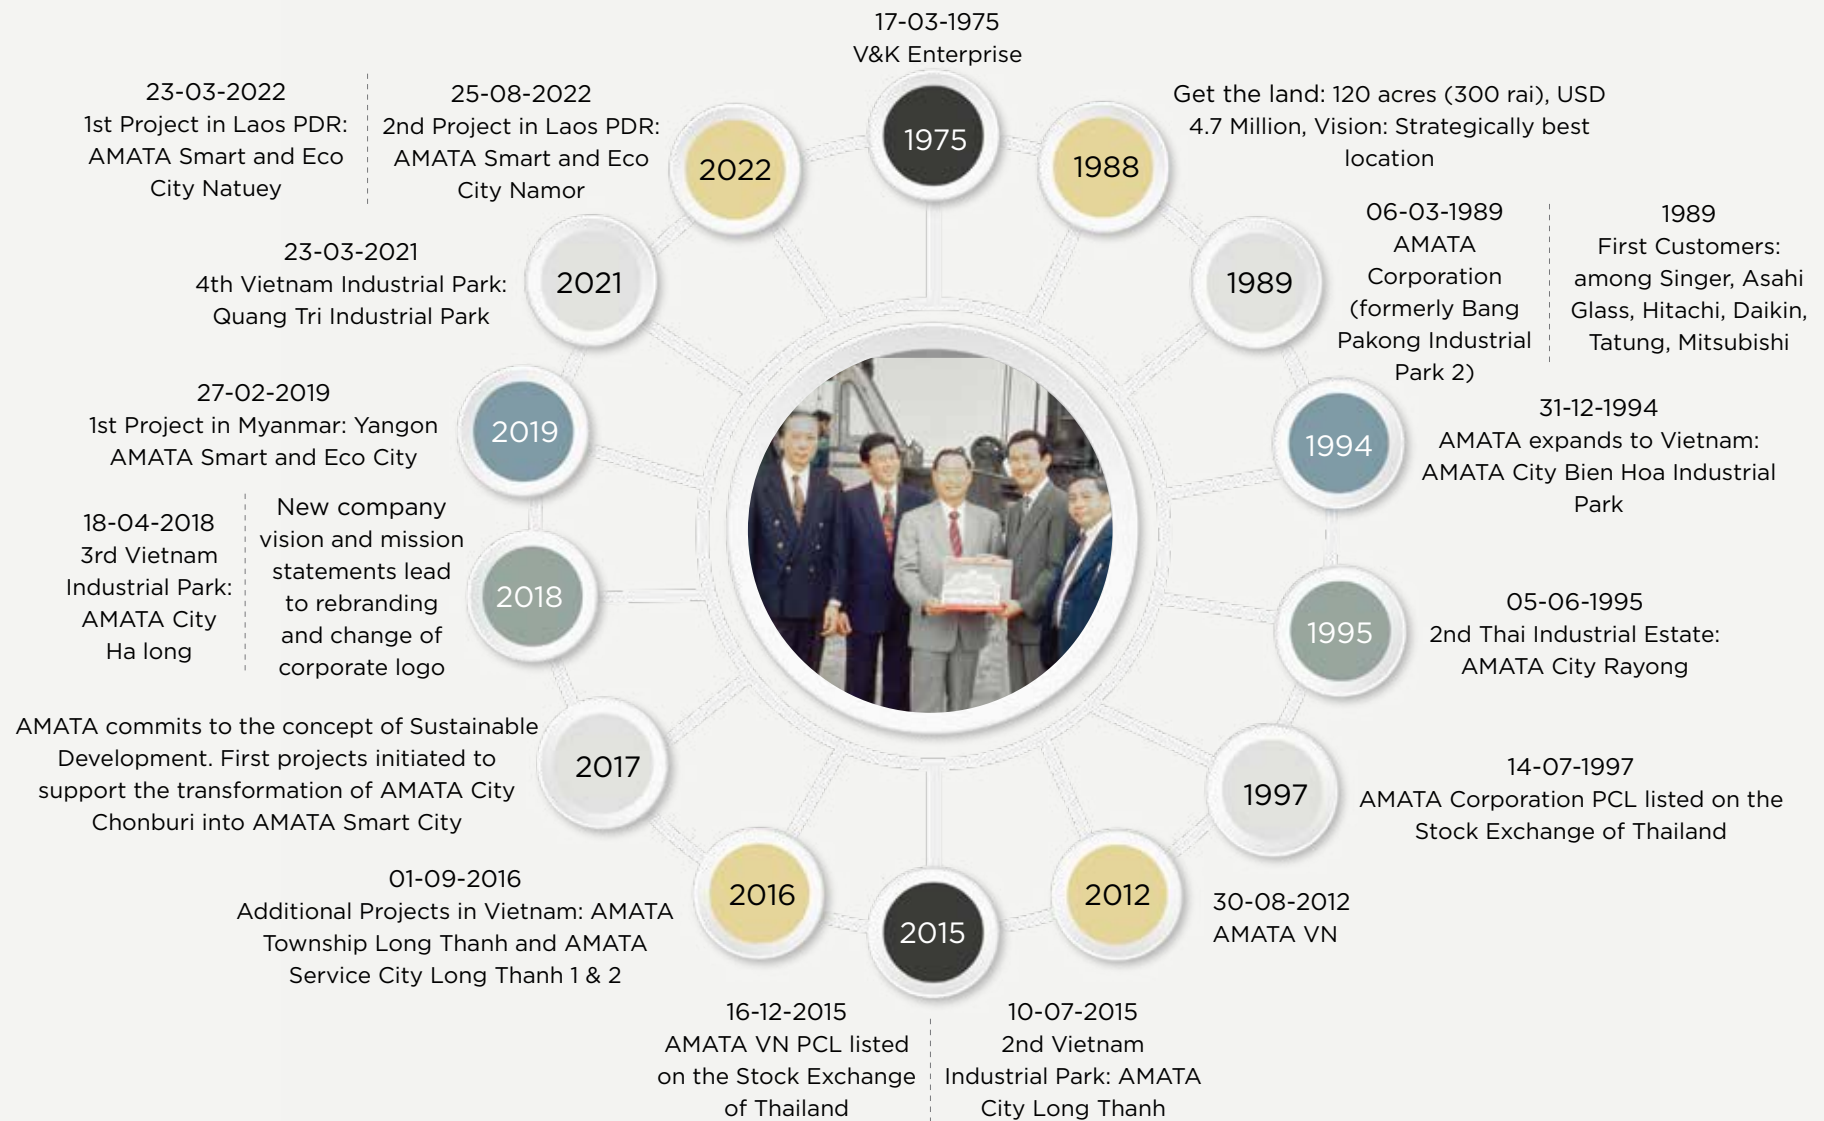 17-03-1975
V&K Enterprise
1975
Get the land: 120 acres (300 rai), USD
4.7 Million, Vision: Strategically best
location
1988
06-03-1989
AMATA
Corporation
(formerly Bang
Pakong Industrial
Park 2)
1989
First Customers:
among Singer, Asahi
Glass, Hitachi, Daikin,
Tatung, Mitsubishi
1989
31-12-1994
AMATA expands to Vietnam:
AMATA City Bien Hoa Industrial
Park
1994
05-06-1995
2nd Thai Industrial Estate:
AMATA City Rayong
1995
14-07-1997
AMATA Corporation PCL listed on the
Stock Exchange of Thailand
1997
30-08-2012
AMATA VN
2012
10-07-2015
2nd Vietnam
Industrial Park: AMATA
City Long Thanh
16-12-2015
AMATA VN PCL listed
on the Stock Exchange
of Thailand
2015
01-09-2016
Additional Projects in Vietnam: AMATA
Township Long Thanh and AMATA
Service City Long Thanh 1 & 2
2016
AMATA commits to the concept of Sustainable
Development. First projects initiated to
support the transformation of AMATA City
Chonburi into AMATA Smart City
2017
18-04-2018
3rd Vietnam
Industrial Park:
AMATA City
Ha long
New company
vision and mission
statements lead
to rebranding
and change of
corporate logo
2018
27-02-2019
1st Project in Myanmar: Yangon
AMATA Smart and Eco City
2019
23-03-2021
4th Vietnam Industrial Park:
Quang Tri Industrial Park
2021
23-03-2022
1st Project in Laos PDR:
AMATA Smart and Eco
City Natuey
25-08-2022
2nd Project in Laos PDR:
AMATA Smart and Eco
City Namor
2022